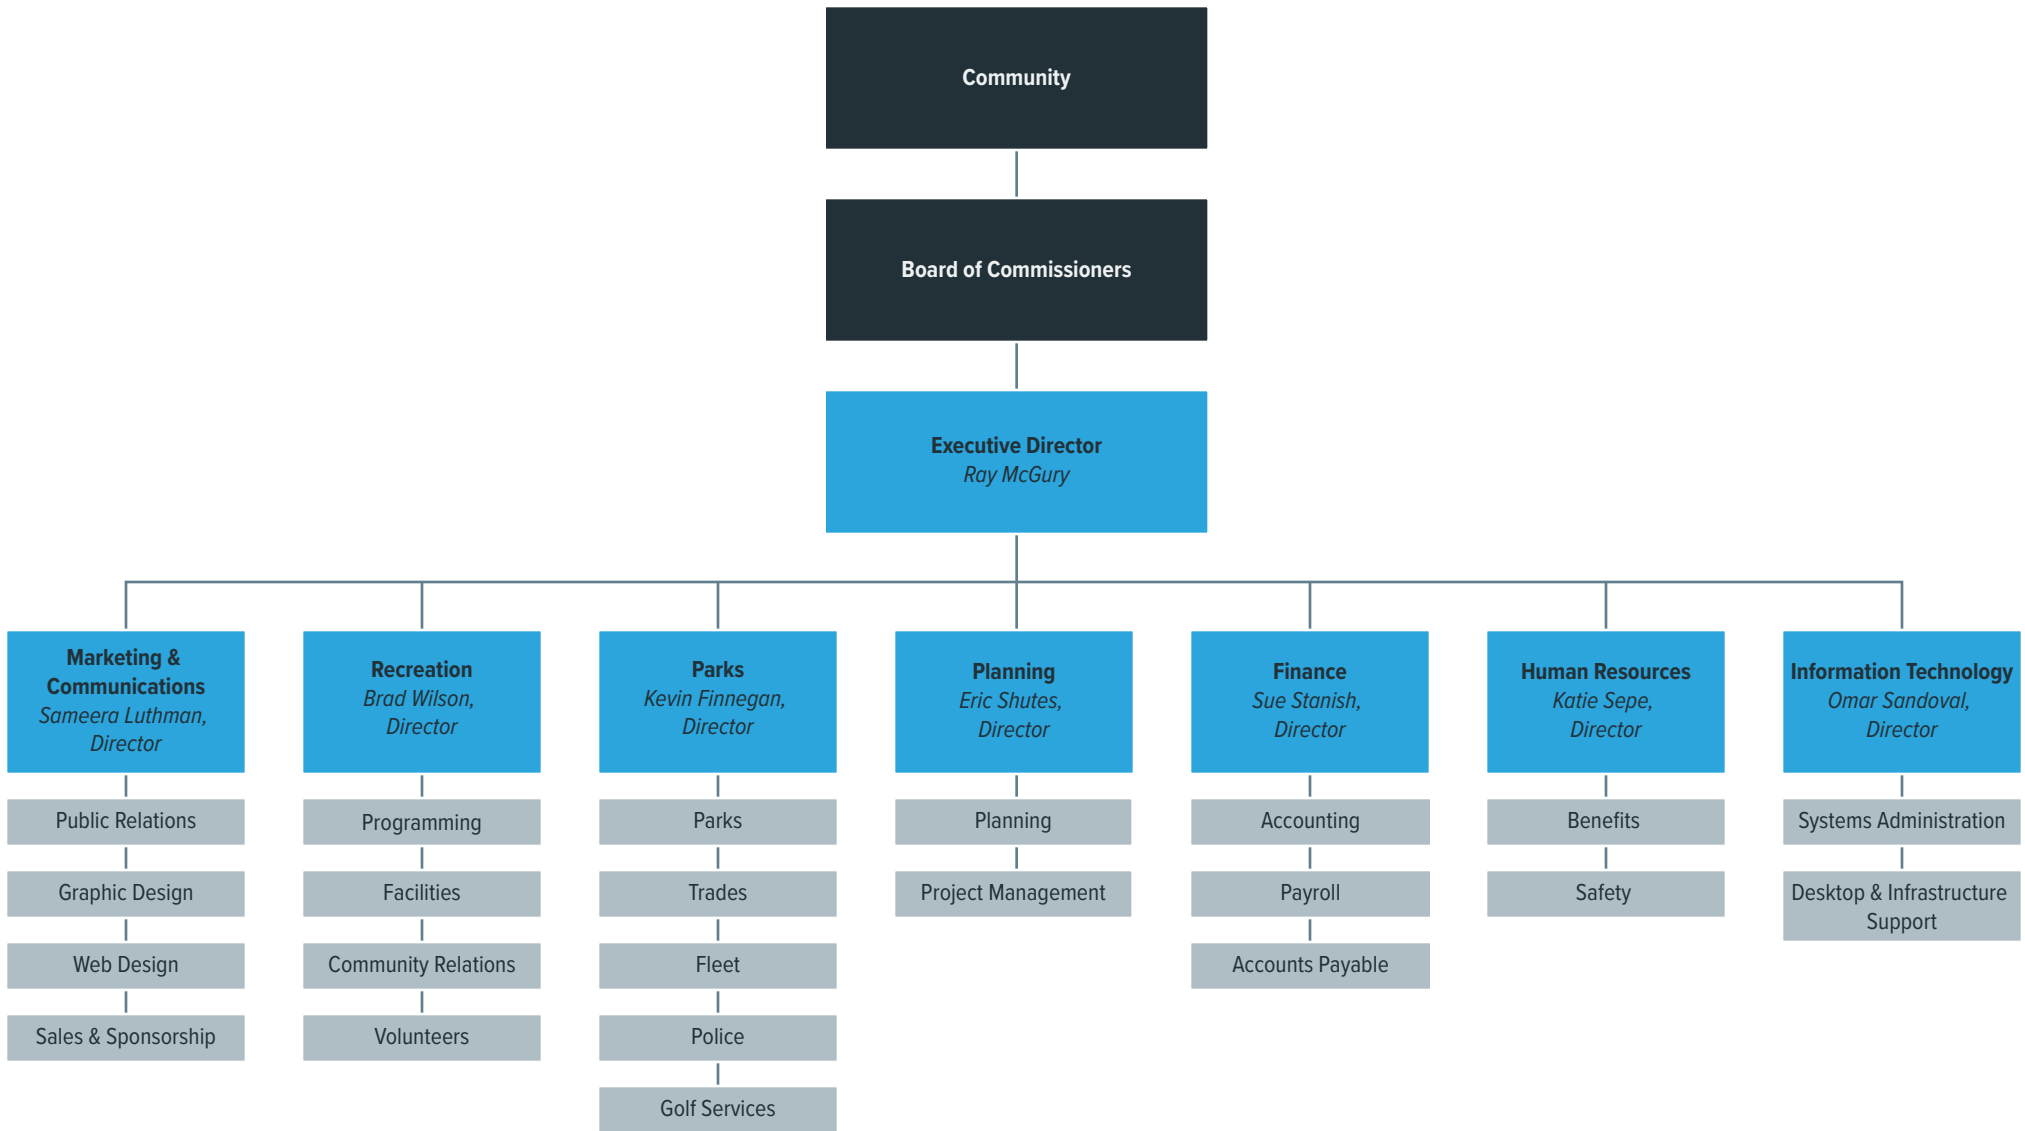 Community
Board of Commissioners
Executive Director
Ray McGury
Marketing &
Communications
Sameera Luthman,
Director
Public Relations
Graphic Design
Web Design
Sales & Sponsorship
Recreation
Brad Wilson,
Director
Programming
Facilities
Community Relations
Volunteers
Parks
Kevin Finnegan,
Director
Parks
Trades
Fleet
Police
Golf Services
Planning
Eric Shutes,
Director
Planning
Project Management
Finance
Sue Stanish,
Director
Accounting
Payroll
Accounts Payable
Human Resources
Katie Sepe,
Director
Benefits
Safety
Information Technology
Omar Sandoval,
Director
Systems Administration
Desktop & Infrastructure
Support